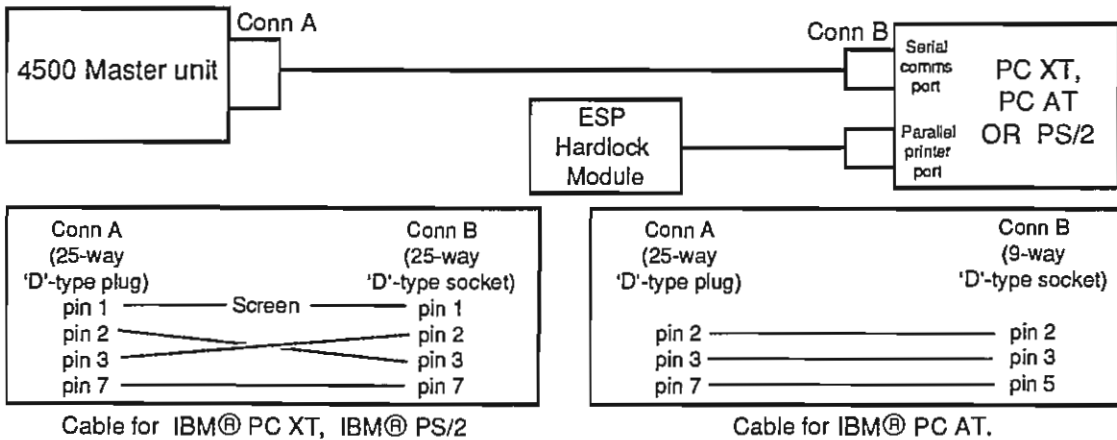 Conn A
4500 Master unit
Conn B
Serial
comms
port
PC XT,
PC AT
OR PS/2
ESP
Hardlock
Module
Parallel
printer
port
Conn A
(25-way
'D'-type plug)
Conn B
(25-way
'D'-type socket)
pin 1 Screen pin 1
pin 2 pin 2
pin 3 pin 3
pin 7 pin 7
Cable for IBM® PC XT, IBM® PS/2
Conn A
(25-way
'D'-type plug)
Conn B
(9-way
'D'-type socket)
pin 2 pin 2
pin 3 pin 3
pin 7 pin 5
Cable for IBM® PC AT.